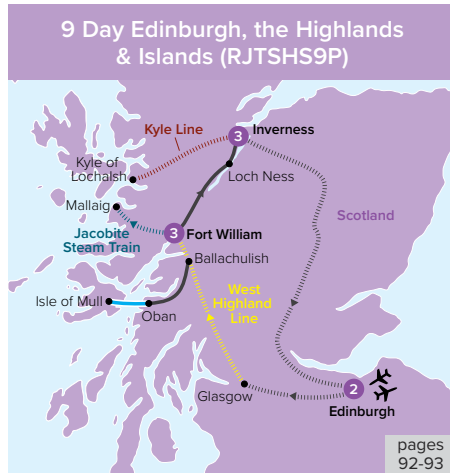 9 Day Edinburgh, the Highlands
& Islands (RJTSHS9P)
Kyle Line
3
Inverness
Kyle of
Lochalsh
Loch Ness
Mallaig
Scotland
Jacobite
Steam Train
3
Fort William
Ballachulish
Isle of Mull
West
Highland
Line
Oban
Glasgow
2
Edinburgh
pages
92-93